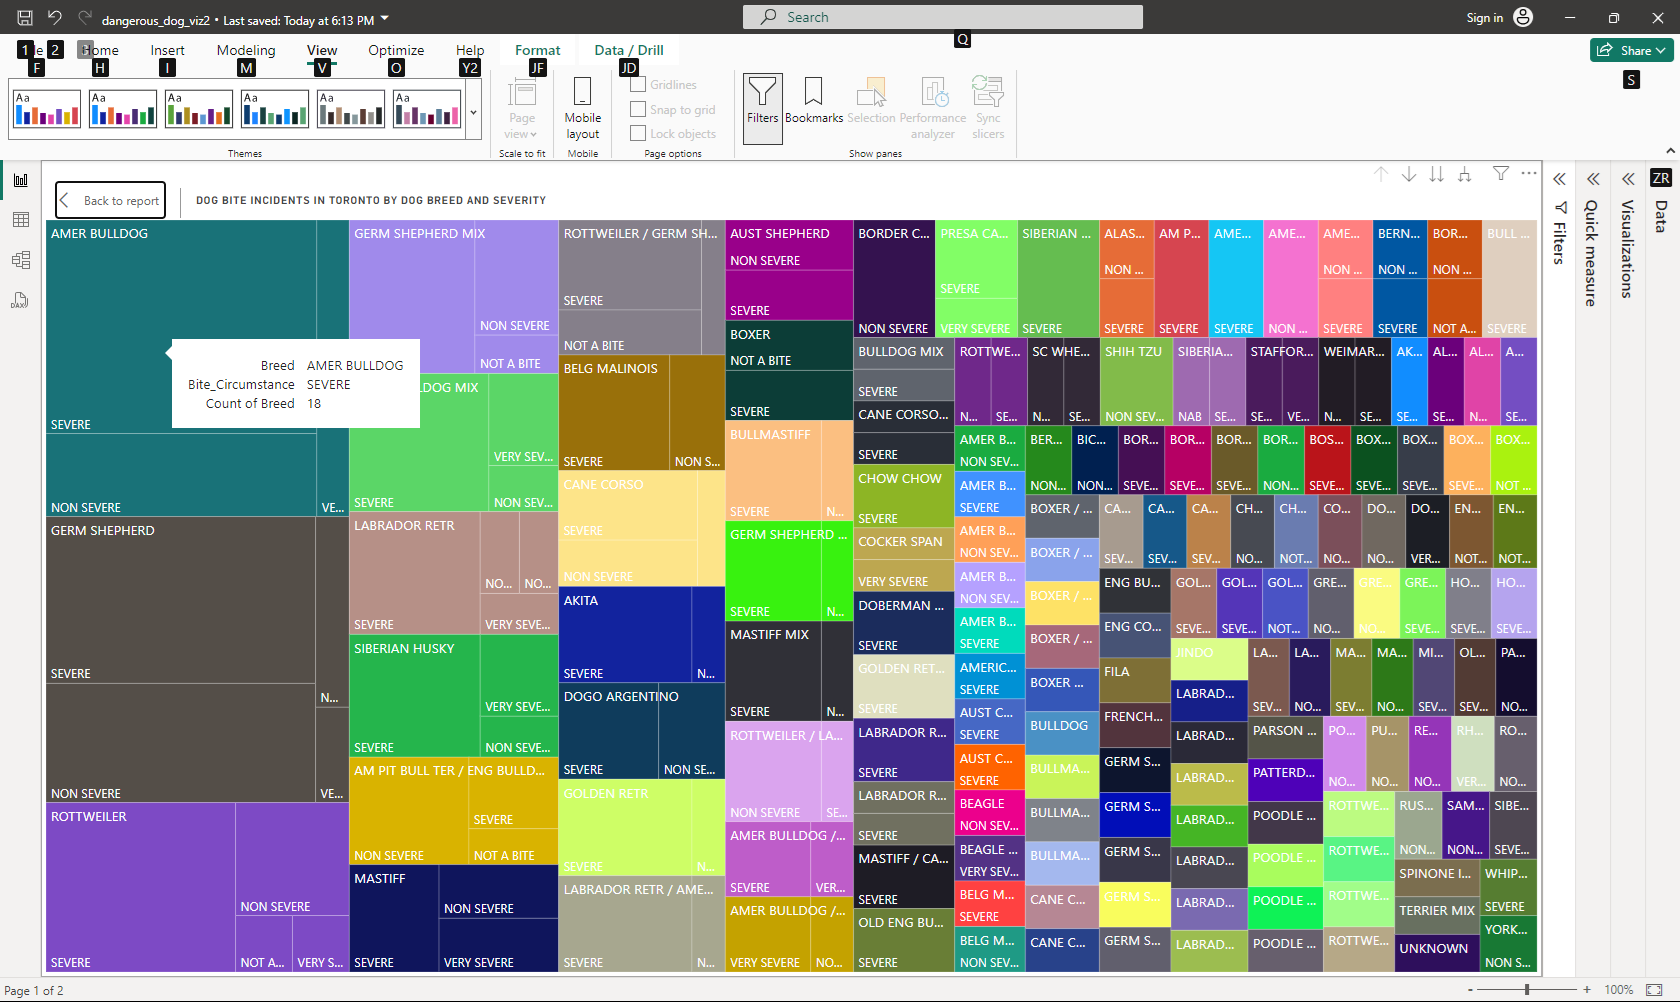 dangerous_dog_viz2 • Last saved: Today at 6:13 PM
Search
Sign in
Home
Insert
Modeling
View
Optimize
Help
Format
Data / Drill
Share
1
2
F
H
I
M
V
O
Y2
JF
JD
Q
S
Aa
Aa
Aa
Aa
Aa
Aa
Themes
Page view
Scale to fit
Mobile layout
Mobile
Gridlines
Snap to grid
Lock objects
Page options
Filters
Bookmarks
Selection
Performance analyzer
Sync slicers
Show panes
Back to report
DOG BITE INCIDENTS IN TORONTO BY DOG BREED AND SEVERITY
Filters
Quick measure
Visualizations
ZR
Data
AMER BULLDOG
SEVERE
NON SEVERE
VE...
Breed AMER BULLDOG
Bite_Circumstance SEVERE
Count of Breed 18
GERM SHEPHERD
SEVERE
N...
NON SEVERE
VE...
ROTTWEILER
SEVERE
NON SEVERE
NOT A...
VERY S...
GERM SHEPHERD MIX
NON SEVERE
NOT A BITE
LDOG MIX
SEVERE
VERY SEV...
NON SEV...
LABRADOR RETR
SEVERE
NO...
NO...
VERY SEVE...
SIBERIAN HUSKY
SEVERE
VERY SEVE...
NON SEVE...
AM PIT BULL TER / ENG BULLD...
NON SEVERE
SEVERE
NOT A BITE
MASTIFF
SEVERE
NON SEVERE
VERY SEVERE
ROTTWEILER / GERM SH...
SEVERE
NOT A BITE
BELG MALINOIS
SEVERE
NON S...
CANE CORSO
SEVERE
NON SEVERE
AKITA
SEVERE
N...
DOGO ARGENTINO
SEVERE
NON SE...
GOLDEN RETR
SEVERE
N...
LABRADOR RETR / AME...
SEVERE
N...
AUST SHEPHERD
NON SEVERE
SEVERE
BOXER
NOT A BITE
SEVERE
BULLMASTIFF
SEVERE
N...
GERM SHEPHERD ...
SEVERE
N...
MASTIFF MIX
SEVERE
N...
ROTTWEILER / LA...
NON SEVERE
SE...
AMER BULLDOG /...
SEVERE
VER...
AMER BULLDOG /...
VERY SEVERE
NO...
BORDER C...
NON SEVERE
BULLDOG MIX
SEVERE
CANE CORSO...
SEVERE
CHOW CHOW
SEVERE
COCKER SPAN
VERY SEVERE
DOBERMAN ...
SEVERE
GOLDEN RET...
SEVERE
LABRADOR R...
SEVERE
LABRADOR R...
SEVERE
MASTIFF / CA...
SEVERE
OLD ENG BU...
SEVERE
PRESA CA...
SEVERE
VERY SEVERE
SIBERIAN ...
SEVERE
ALAS...
NON ...
SEVERE
AM P...
SEVERE
AME...
SEVERE
AME...
NON ...
AME...
NON ...
SEVERE
BERN...
NON ...
SEVERE
BOR...
NON ...
NOT A...
BULL ...
SEVERE
ROTTWE...
N...
SE...
SC WHE...
N...
SE...
SHIH TZU
NON SEV...
SIBERIA...
NAB
SE...
STAFFOR...
SE...
VE...
WEIMAR...
N...
SE...
AK...
SE...
AL...
SE...
AL...
N...
A...
SE...
AMER B...
NON SEV...
AMER B...
SEVERE
AMER B...
NON SEV...
AMER B...
NON SEV...
AMER B...
SEVERE
AMERIC...
SEVERE
AUST C...
SEVERE
AUST C...
SEVERE
BEAGLE
NON SEV...
BEAGLE ...
VERY SEV...
BELG M...
SEVERE
BELG M...
NON SEV...
BER...
NON...
BIC...
NON...
BOR...
SEVE...
BOR...
SEVE...
BOR...
SEVE...
BOR...
NON...
BOS...
SEVE...
BOX...
SEVE...
BOX...
SEVE...
BOX...
SEVE...
BOX...
NOT ...
BOXER / ...
BOXER / ...
BOXER / ...
BOXER / ...
BOXER ...
BULLDOG
BULLMA...
BULLMA...
BULLMA...
CANE C...
CANE C...
CA...
SEV...
CA...
SEV...
CA...
SEV...
CH...
NO...
CH...
NOT...
CO...
NO...
DO...
NO...
DO...
VER...
EN...
NOT...
EN...
NOT...
ENG BU...
ENG CO...
FILA
FRENCH...
GERM S...
GERM S...
GERM S...
GERM S...
GERM S...
GOL...
SEVE...
GOL...
SEVE...
GOL...
NOT...
GRE...
NO...
GRE...
NO...
GRE...
SEVE...
HO...
SEVE...
HO...
SEVE...
JINDO
LABRAD...
LABRAD...
LABRAD...
LABRAD...
LABRAD...
LABRAD...
LABRAD...
LA...
SEV...
LA...
NO...
MA...
SEV...
MA...
NO...
MI...
SEV...
OL...
SEV...
PA...
NO...
PARSON ...
PATTERD...
POODLE ...
POODLE ...
POODLE ...
POODLE ...
PO...
NO...
PU...
NO...
RE...
NO...
RH...
VER...
RO...
NO...
ROTTWE...
ROTTWE...
ROTTWE...
ROTTWE...
RUS...
NON...
SAM...
NON...
SIBE...
SEVE...
SPINONE I...
TERRIER MIX
UNKNOWN
WHIP...
SEVERE
YORK...
NON S...
Page 1 of 2
- + 100%